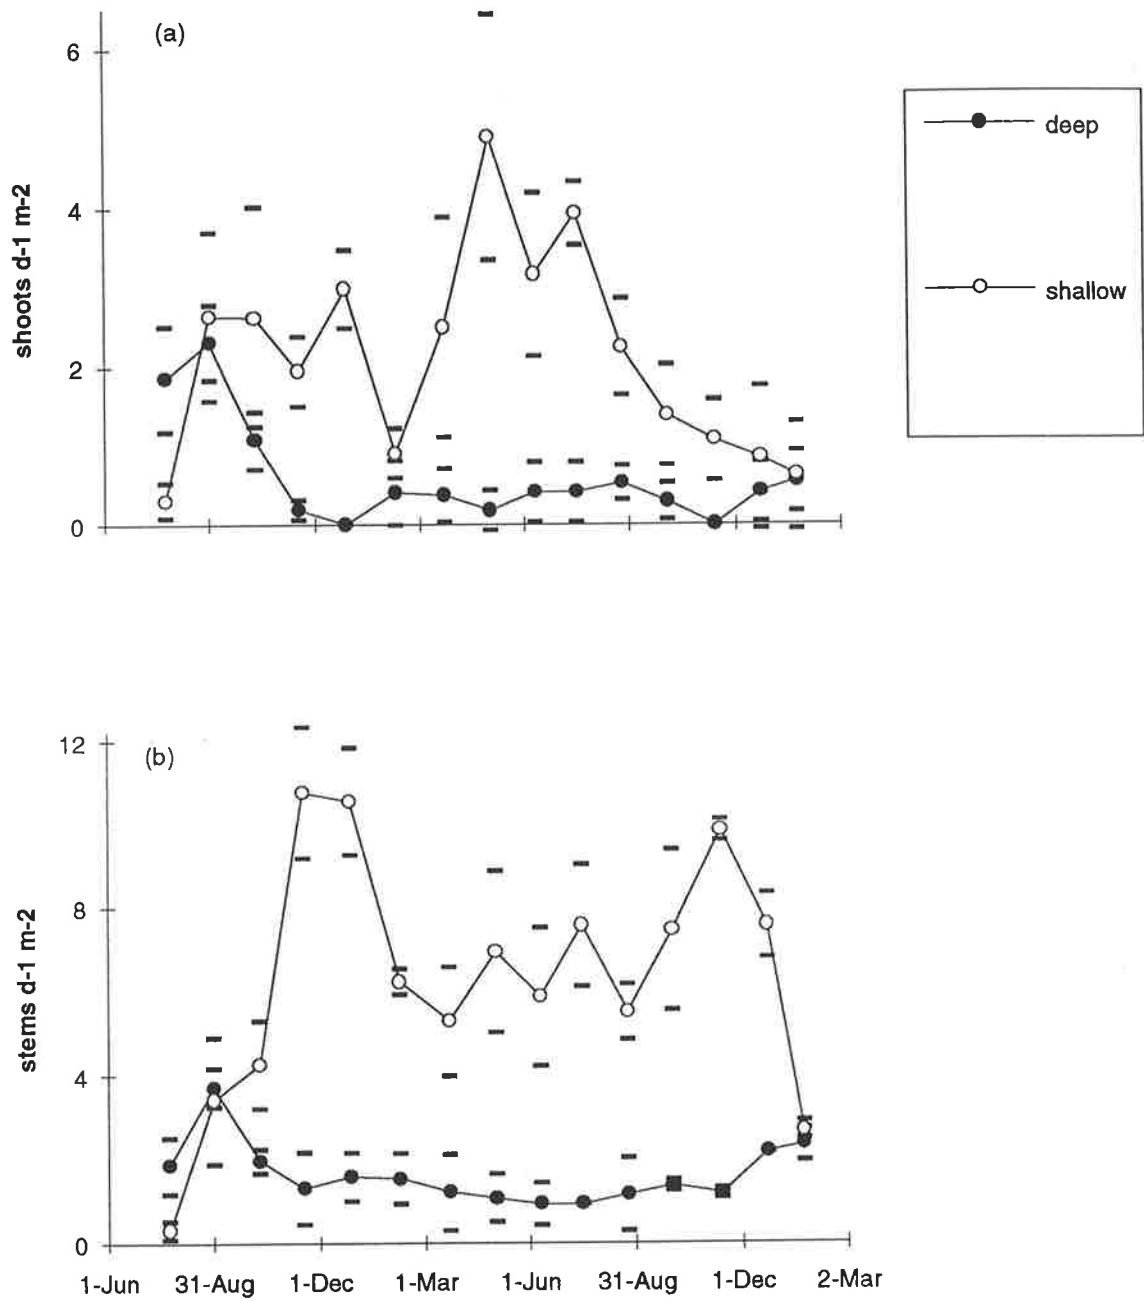 (a)
6
4
2
0
shoots d-1 m-2
deep
shallow
(b)
12
8
4
0
stems d-1 m-2
1-Jun 31-Aug 1-Dec 1-Mar 1-Jun 31-Aug 1-Dec 2-Mar